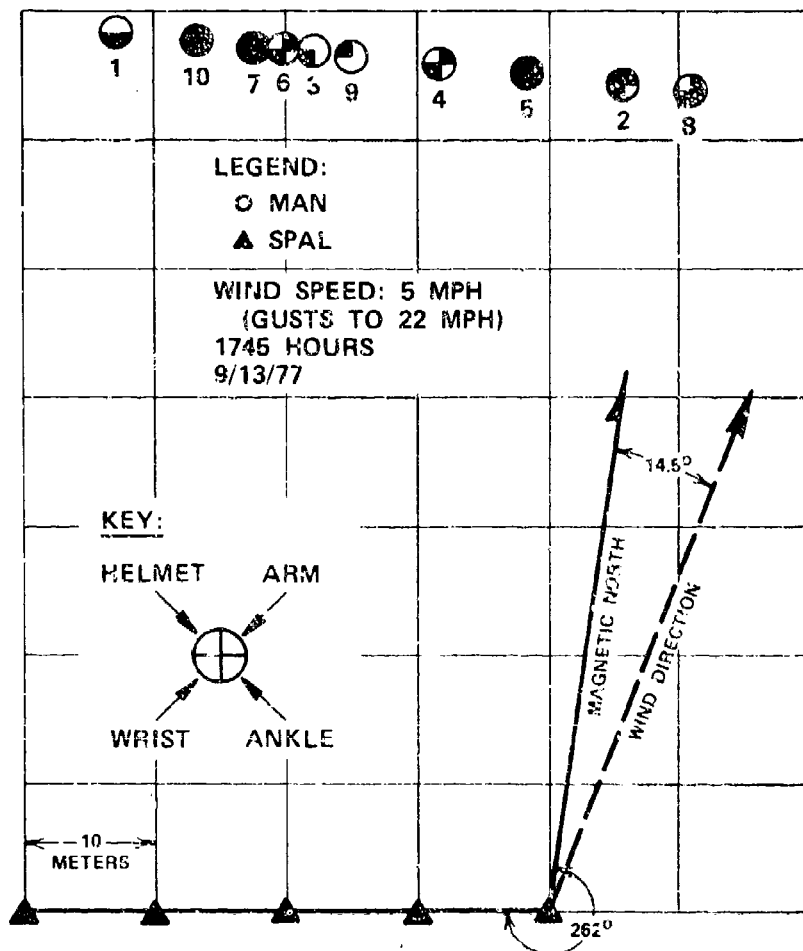 1 10 7 6 3 9 4 5 2 8
LEGEND:
MAN
SPAL
WIND SPEED: 5 MPH
(GUSTS TO 22 MPH)
1745 HOURS
9/13/77
14.5°
KEY:
HELMET ARM
WRIST ANKLE
MAGNETIC NORTH
WIND DIRECTION
10
METERS
262°